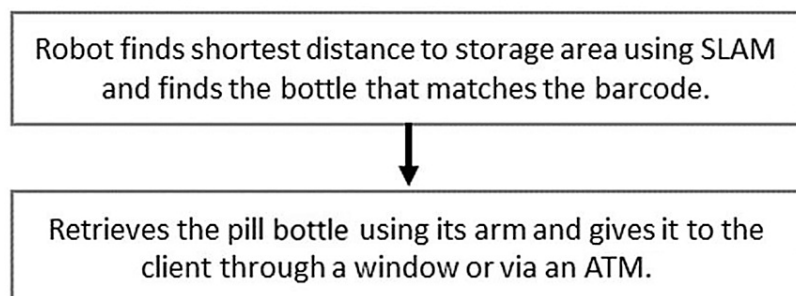 Robot finds shortest distance to storage area using SLAM
and finds the bottle that matches the barcode.
Retrieves the pill bottle using its arm and gives it to the
client through a window or via an ATM.